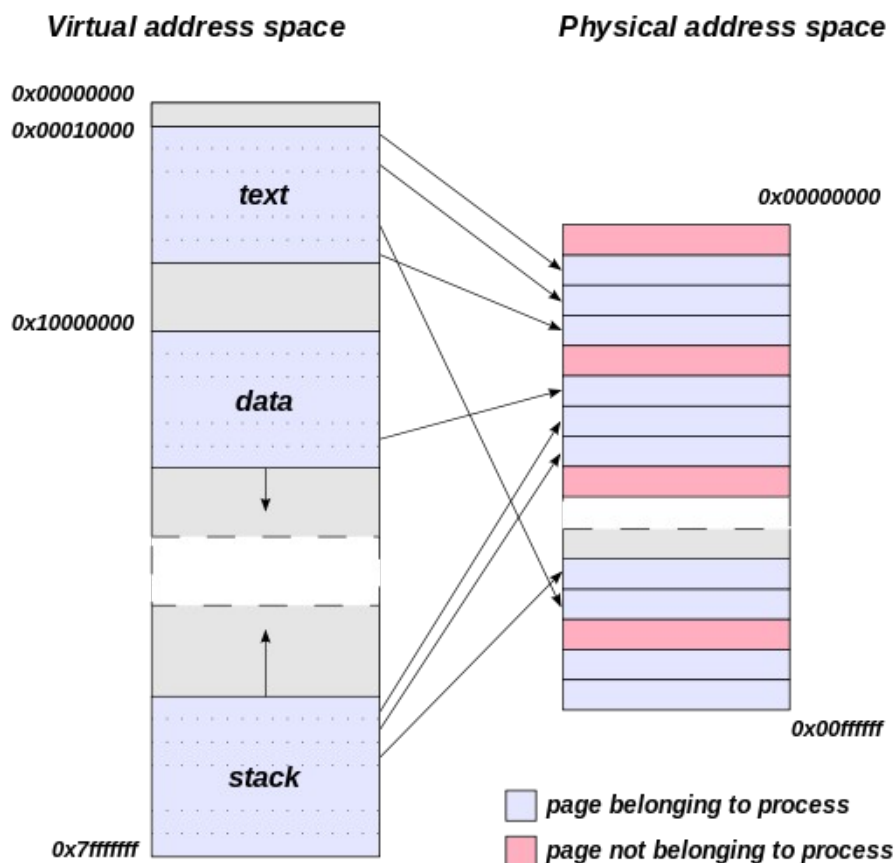 Virtual address space
Physical address space
0x00000000
0x00010000
text
0x00000000
0x10000000
data
stack
0x00ffffff
page belonging to process
0x7fffffff
page not belonging to process